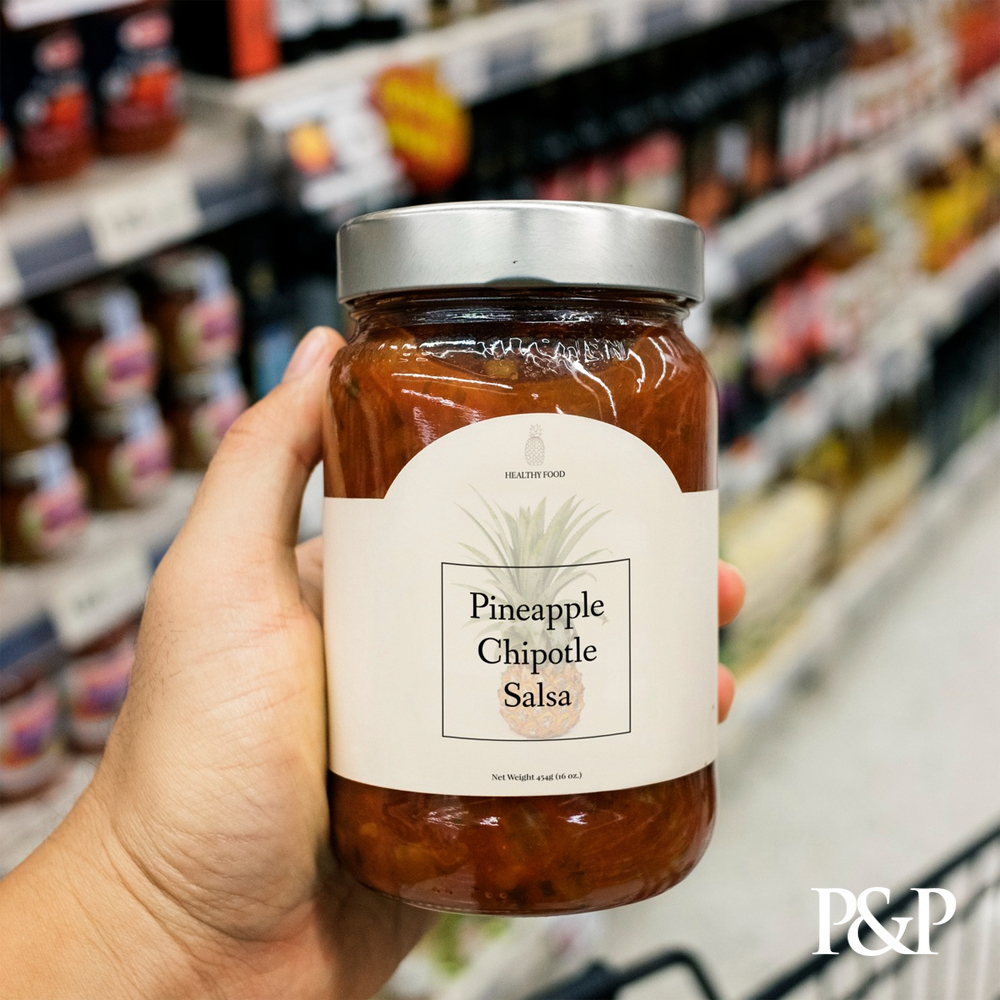 HEALTHY FOOD
Pineapple
Chipotle
Salsa
Net Weight 454g (16 oz.)
P&P